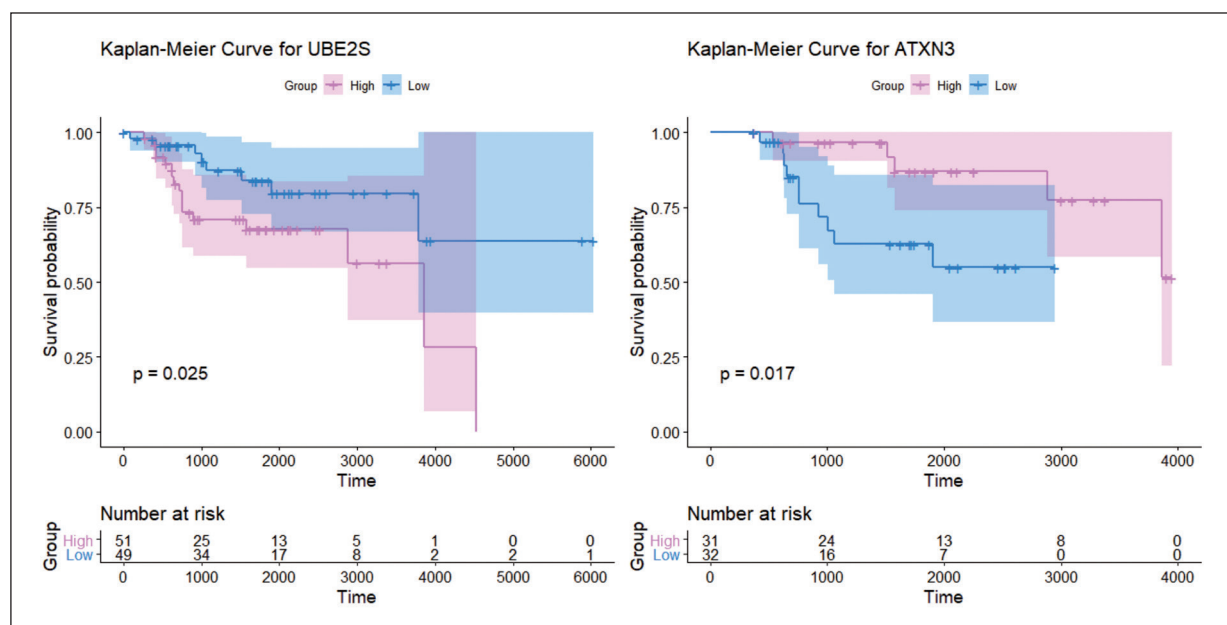 Kaplan-Meier Curve for UBE2S
Group High Low
Survival probability
1.00
0.75
0.50
0.25
0.00
p = 0.025
0 1000 2000 3000 4000 5000 6000
Time
Number at risk
Group
High 51 25 13 5 1 0 0
Low 49 34 17 8 2 2 1
0 1000 2000 3000 4000 5000 6000
Time
Kaplan-Meier Curve for ATXN3
Group High Low
Survival probability
1.00
0.75
0.50
0.25
0.00
p = 0.017
0 1000 2000 3000 4000
Time
Number at risk
Group
High 31 24 13 8 0
Low 32 16 7 0 0
0 1000 2000 3000 4000
Time